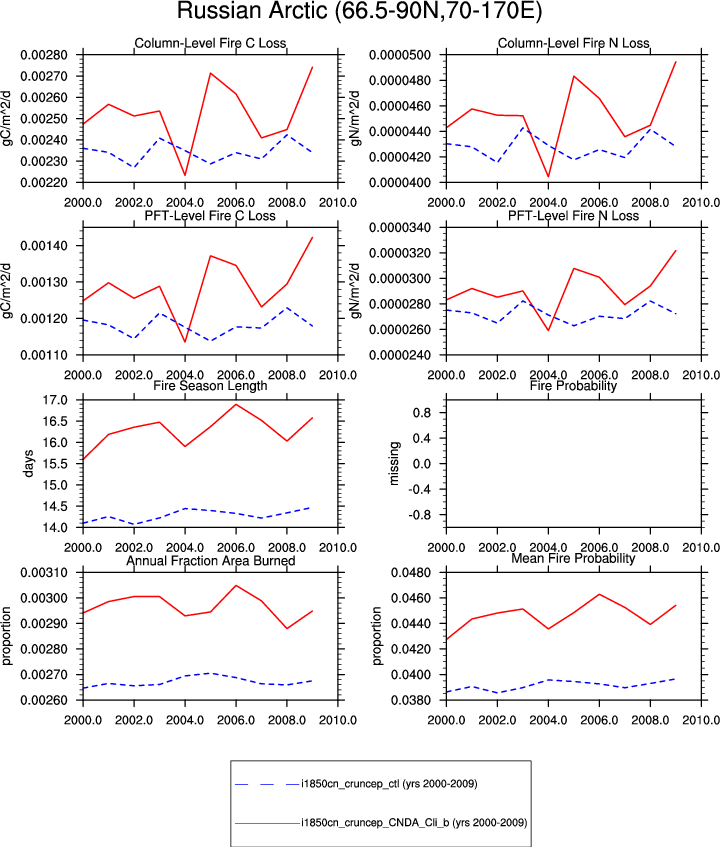 Russian Arctic (66.5-90N,70-170E)
Column-Level Fire C Loss
gC/m^2/d
0.00280
0.00270
0.00260
0.00250
0.00240
0.00230
0.00220
2000.0 2002.0 2004.0 2006.0 2008.0 2010.0
Column-Level Fire N Loss
gN/m^2/d
0.0000500
0.0000480
0.0000460
0.0000440
0.0000420
0.0000400
2000.0 2002.0 2004.0 2006.0 2008.0 2010.0
PFT-Level Fire C Loss
gC/m^2/d
0.00140
0.00130
0.00120
0.00110
2000.0 2002.0 2004.0 2006.0 2008.0 2010.0
PFT-Level Fire N Loss
gN/m^2/d
0.0000340
0.0000320
0.0000300
0.0000280
0.0000260
0.0000240
2000.0 2002.0 2004.0 2006.0 2008.0 2010.0
Fire Season Length
days
17.0
16.5
16.0
15.5
15.0
14.5
14.0
2000.0 2002.0 2004.0 2006.0 2008.0 2010.0
Fire Probability
missing
0.8
0.4
0.0
-0.4
-0.8
2000.0 2002.0 2004.0 2006.0 2008.0 2010.0
Annual Fraction Area Burned
proportion
0.00310
0.00300
0.00290
0.00280
0.00270
0.00260
2000.0 2002.0 2004.0 2006.0 2008.0 2010.0
Mean Fire Probability
proportion
0.0480
0.0460
0.0440
0.0420
0.0400
0.0380
2000.0 2002.0 2004.0 2006.0 2008.0 2010.0
i1850cn_cruncep_ctl (yrs 2000-2009)
i1850cn_cruncep_CNDA_Cli_b (yrs 2000-2009)